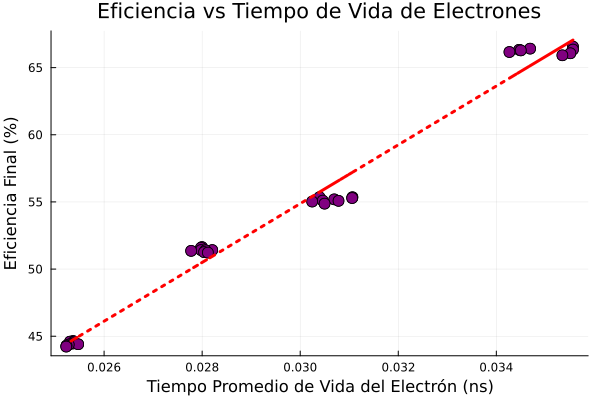 Eficiencia vs Tiempo de Vida de Electrones
Eficiencia Final (%)
65
60
55
50
45
0.026 0.028 0.030 0.032 0.034
Tiempo Promedio de Vida del Electrón (ns)